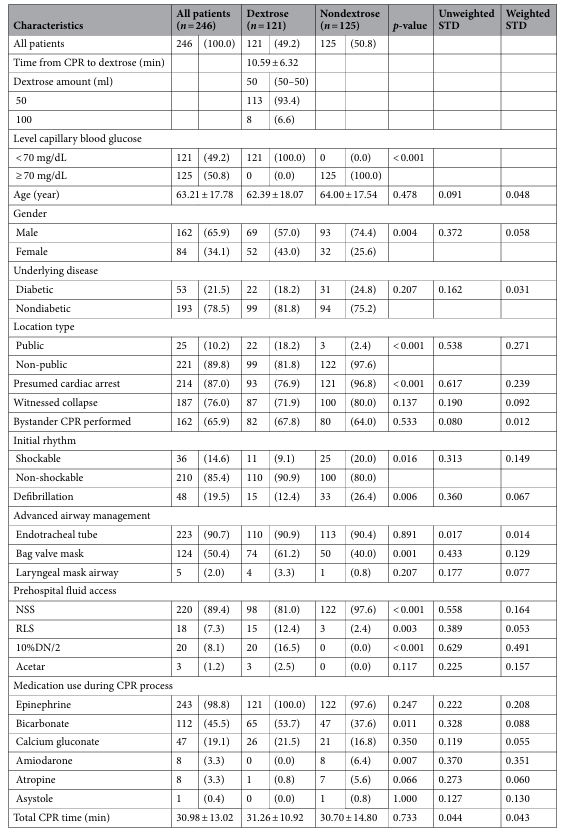 Characteristics All patients (n=246) Dextrose (n=121) Nondextrose (n=125) p-value Unweighted STD Weighted STD
All patients 246 (100.0) 121 (49.2) 125 (50.8)
Time from CPR to dextrose (min) 10.59±6.32
Dextrose amount (ml) 50 (50–50)
50 113 (93.4)
100 8 (6.6)
Level capillary blood glucose
<70 mg/dL 121 (49.2) 121 (100.0) 0 (0.0) <0.001
≥70 mg/dL 125 (50.8) 0 (0.0) 125 (100.0)
Age (year) 63.21±17.78 62.39±18.07 64.00±17.54 0.478 0.091 0.048
Gender
Male 162 (65.9) 69 (57.0) 93 (74.4) 0.004 0.372 0.058
Female 84 (34.1) 52 (43.0) 32 (25.6)
Underlying disease
Diabetic 53 (21.5) 22 (18.2) 31 (24.8) 0.207 0.162 0.031
Nondiabetic 193 (78.5) 99 (81.8) 94 (75.2)
Location type
Public 25 (10.2) 22 (18.2) 3 (2.4) <0.001 0.538 0.271
Non-public 221 (89.8) 99 (81.8) 122 (97.6)
Presumed cardiac arrest 214 (87.0) 93 (76.9) 121 (96.8) <0.001 0.617 0.239
Witnessed collapse 187 (76.0) 87 (71.9) 100 (80.0) 0.137 0.190 0.092
Bystander CPR performed 162 (65.9) 82 (67.8) 80 (64.0) 0.533 0.080 0.012
Initial rhythm
Shockable 36 (14.6) 11 (9.1) 25 (20.0) 0.016 0.313 0.149
Non-shockable 210 (85.4) 110 (90.9) 100 (80.0)
Defibrillation 48 (19.5) 15 (12.4) 33 (26.4) 0.006 0.360 0.067
Advanced airway management
Endotracheal tube 223 (90.7) 110 (90.9) 113 (90.4) 0.891 0.017 0.014
Bag valve mask 124 (50.4) 74 (61.2) 50 (40.0) 0.001 0.433 0.129
Laryngeal mask airway 5 (2.0) 4 (3.3) 1 (0.8) 0.207 0.177 0.077
Prehospital fluid access
NSS 220 (89.4) 98 (81.0) 122 (97.6) <0.001 0.558 0.164
RLS 18 (7.3) 15 (12.4) 3 (2.4) 0.003 0.389 0.053
10%DN/2 20 (8.1) 20 (16.5) 0 (0.0) <0.001 0.629 0.491
Acetar 3 (1.2) 3 (2.5) 0 (0.0) 0.117 0.225 0.157
Medication use during CPR process
Epinephrine 243 (98.8) 121 (100.0) 122 (97.6) 0.247 0.222 0.208
Bicarbonate 112 (45.5) 65 (53.7) 47 (37.6) 0.011 0.328 0.088
Calcium gluconate 47 (19.1) 26 (21.5) 21 (16.8) 0.350 0.119 0.055
Amiodarone 8 (3.3) 0 (0.0) 8 (6.4) 0.007 0.370 0.351
Atropine 8 (3.3) 1 (0.8) 7 (5.6) 0.066 0.273 0.060
Asystole 1 (0.4) 0 (0.0) 1 (0.8) 1.000 0.127 0.130
Total CPR time (min) 30.98±13.02 31.26±10.92 30.70±14.80 0.733 0.044 0.043